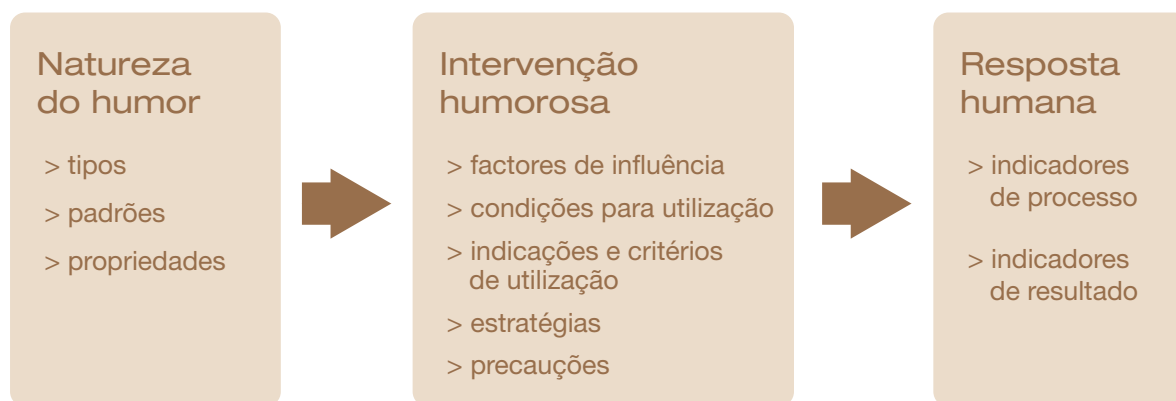 Natureza
do humor
> tipos
> padrões
> propriedades
Intervenção
humorosa
> factores de influência
> condições para utilização
> indicações e critérios
de utilização
> estratégias
> precauções
Resposta
humana
> indicadores
de processo
> indicadores
de resultado